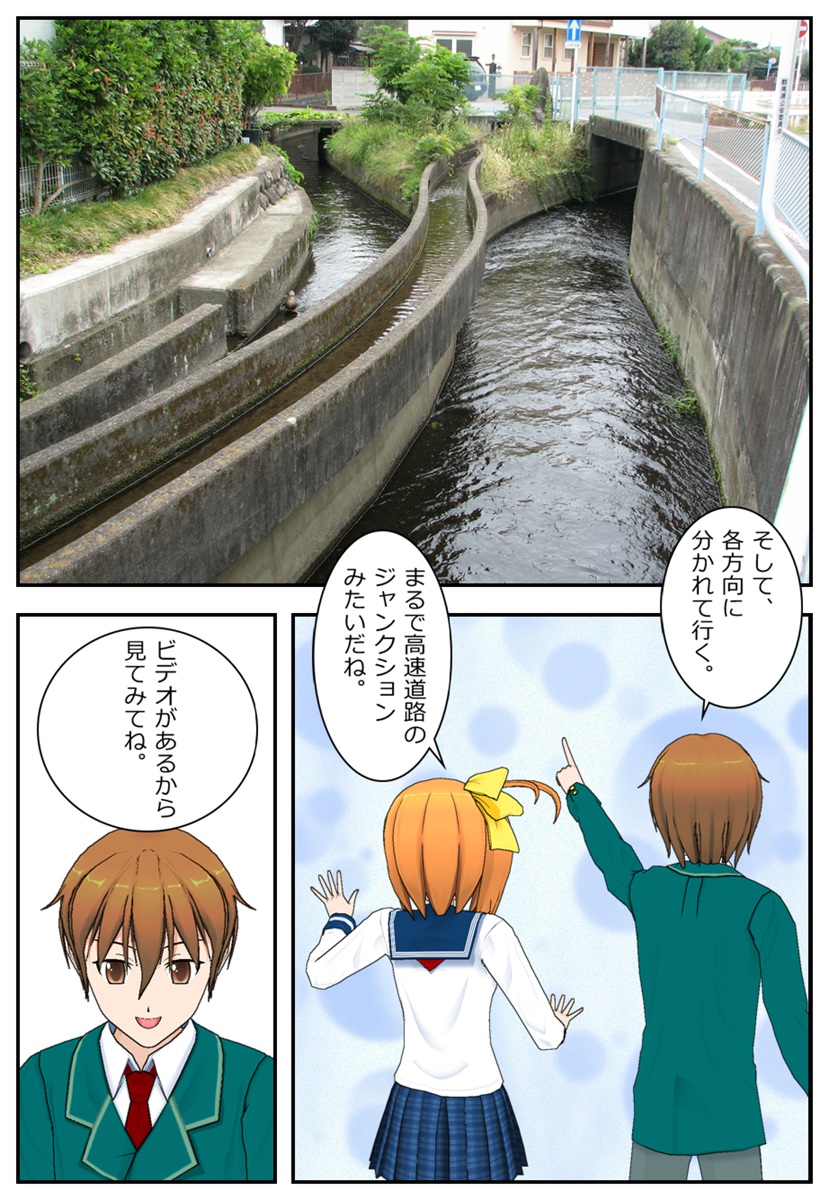 そして、
各方向に
分かれて行く。
まるで高速道路の
ジャンクション
みたいだね。
ビデオがあるから
見てみてね。